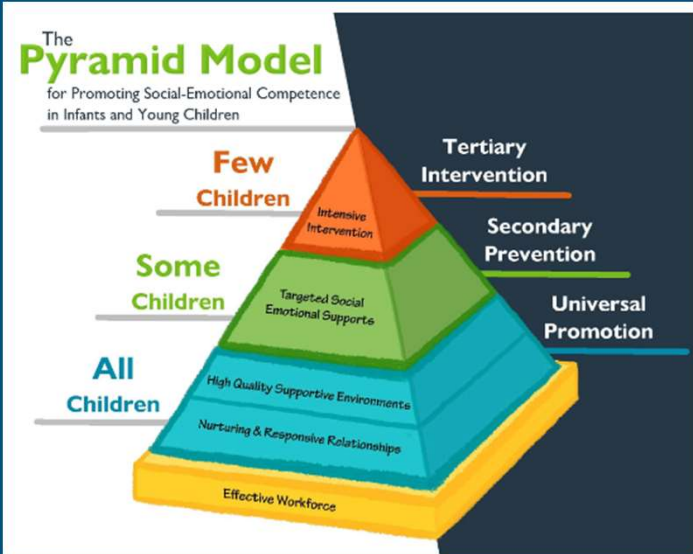 The
Pyramid Model
for Promoting Social-Emotional Competence
in Infants and Young Children
Few
Children
Tertiary
Intervention
Intensive
Intervention
Some
Children
Secondary
Prevention
Targeted Social
Emotional Supports
All
Children
Universal
Promotion
High Quality Supportive Environments
Nurturing & Responsive Relationships
Effective Workforce